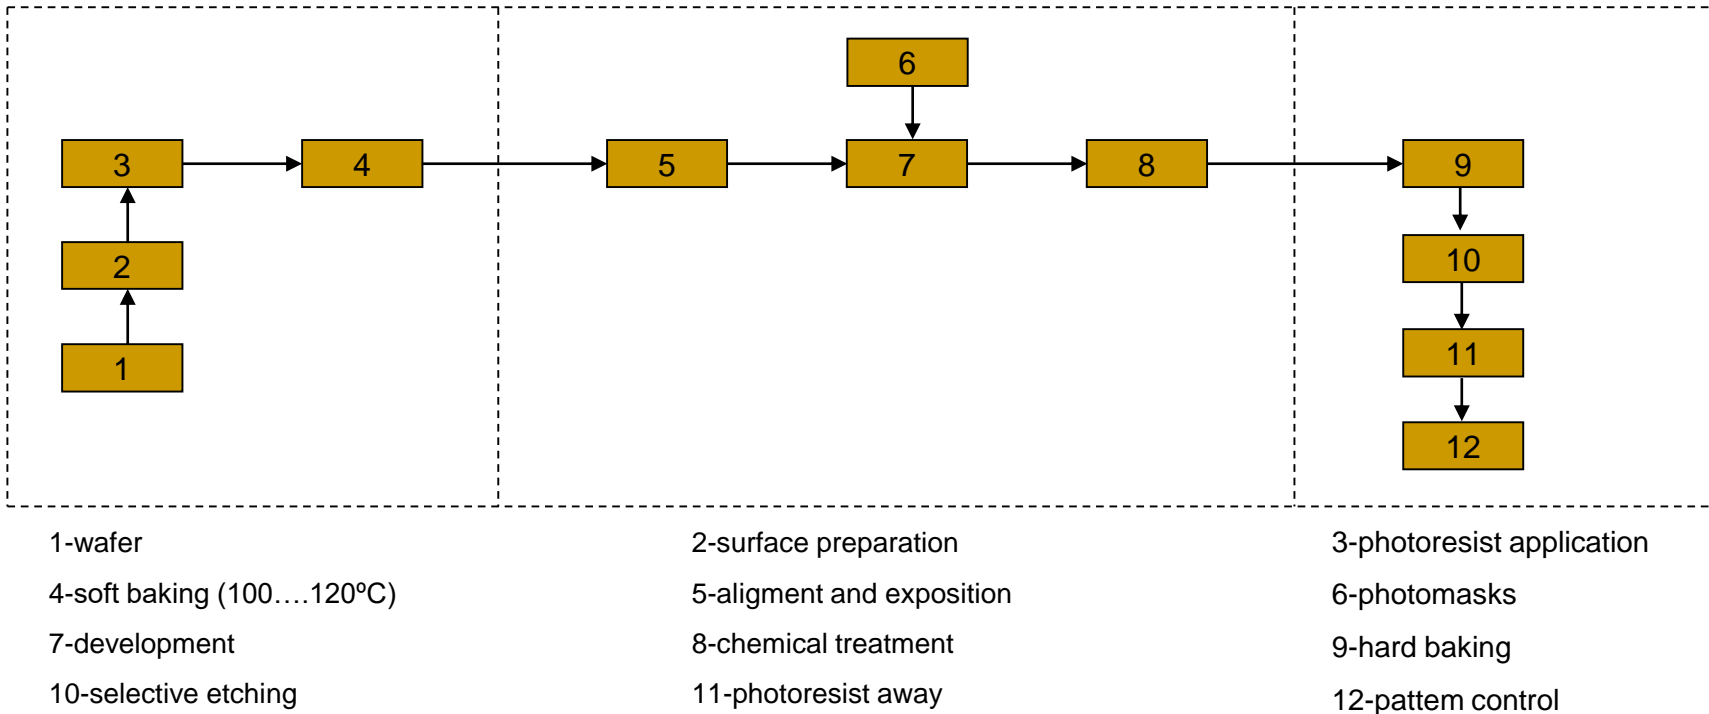 6
3
4
5
7
8
9
2
10
1
11
12
1-wafer
2-surface preparation
3-photoresist application
4-soft baking (100....120ºC)
5-aligment and exposition
6-photomasks
7-development
8-chemical treatment
9-hard baking
10-selective etching
11-photoresist away
12-pattem control